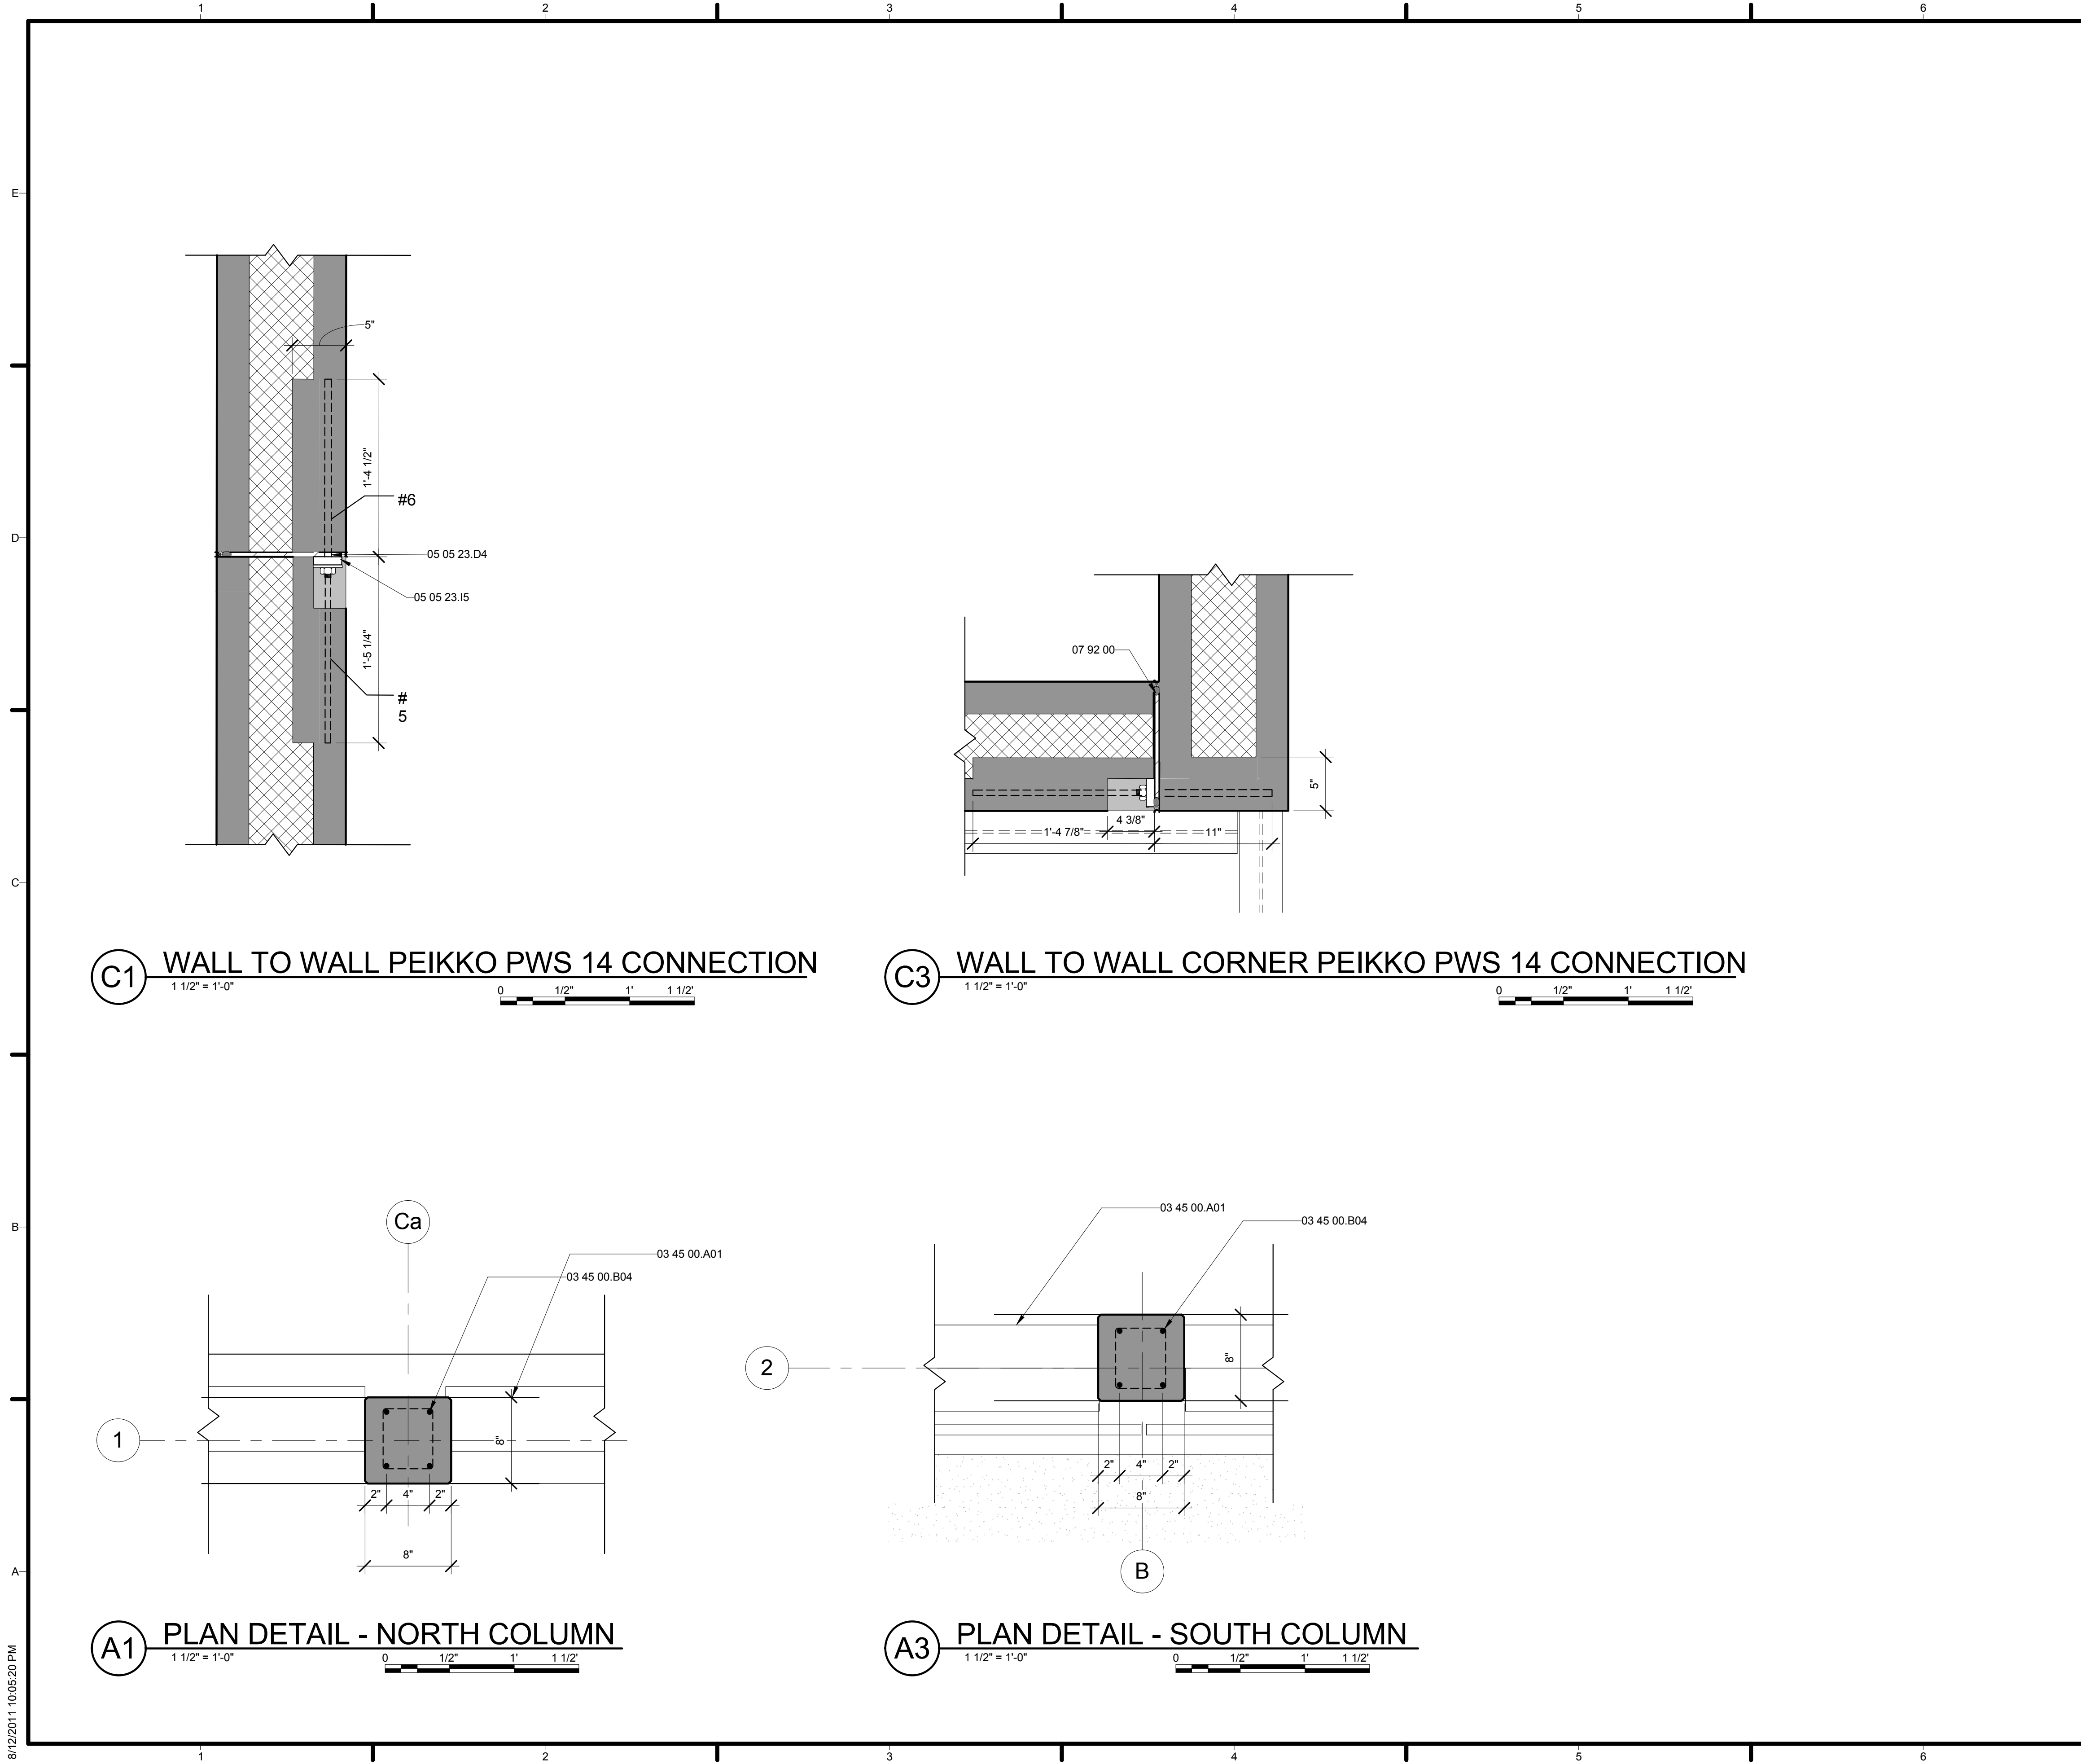 1 2 3 4 5 6
E
5"
1'-4 1/2"
#6
D
05 05 23.D4
05 05 23.I5
1'-5 1/4"
#
5
07 92 00
5"
4 3/8"
1'-4 7/8"
11"
C
C1 WALL TO WALL PEIKKO PWS 14 CONNECTION
1 1/2" = 1'-0"
0 1/2" 1' 1 1/2'
C3 WALL TO WALL CORNER PEIKKO PWS 14 CONNECTION
1 1/2" = 1'-0"
0 1/2" 1' 1 1/2'
B
Ca
03 45 00.A01
03 45 00.B04
1
8"
2" 4" 2"
8"
03 45 00.A01
03 45 00.B04
2
8"
2" 4" 2"
8"
B
A
A1 PLAN DETAIL - NORTH COLUMN
1 1/2" = 1'-0"
0 1/2" 1' 1 1/2'
A3 PLAN DETAIL - SOUTH COLUMN
1 1/2" = 1'-0"
0 1/2" 1' 1 1/2'
8/12/2011 10:05:20 PM
1 2 3 4 5 6